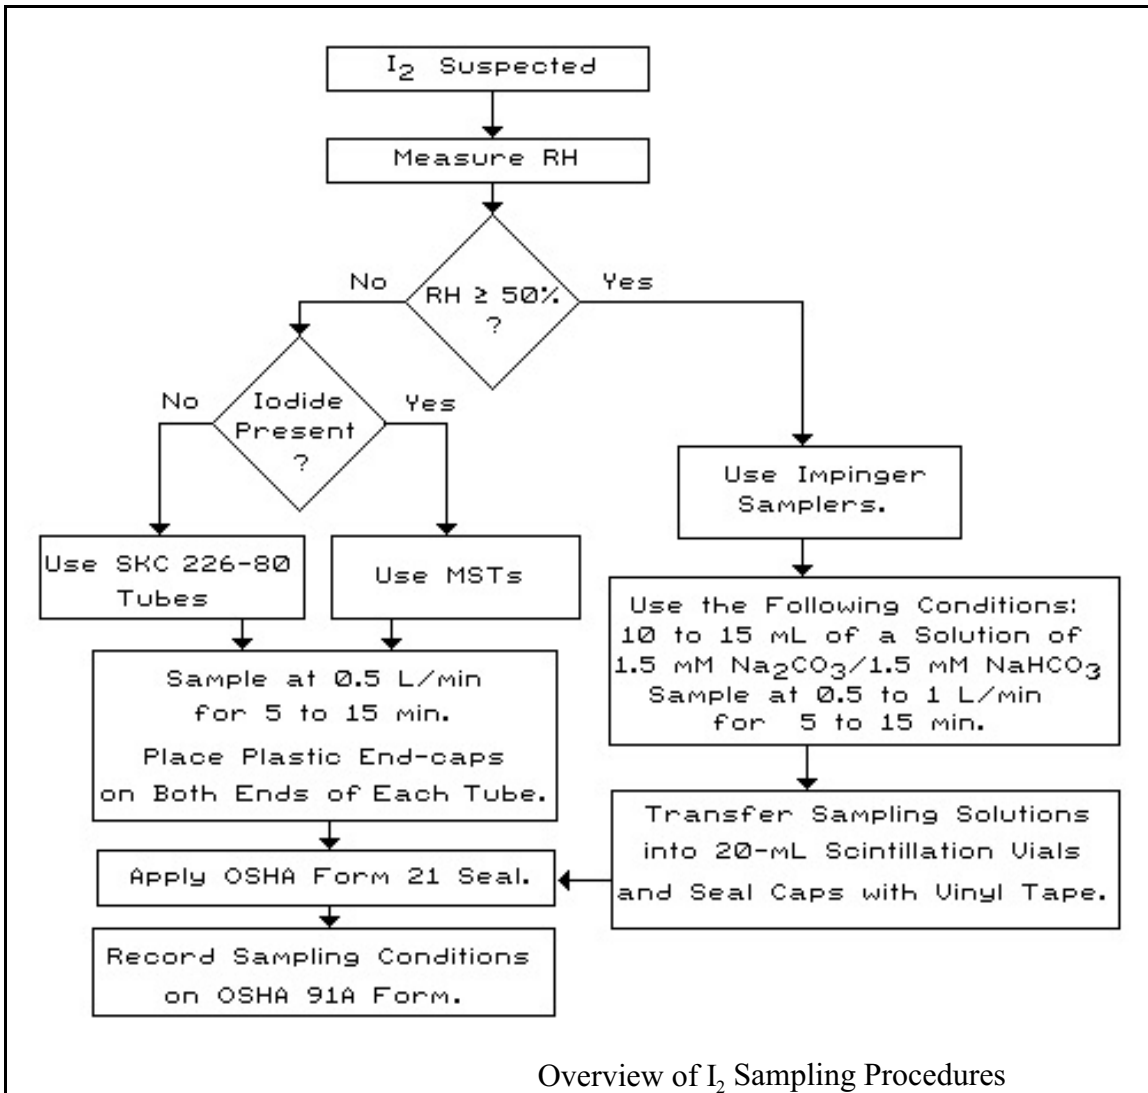 I₂ Suspected
Measure RH
RH ≥ 50%
?
No
Yes
Iodide
Present
?
No
Yes
Use SKC 226-80
Tubes
Use MSTs
Sample at 0.5 L/min
for 5 to 15 min.
Place Plastic End-caps
on Both Ends of Each Tube.
Use Impinger
Samplers.
Use the Following Conditions:
10 to 15 mL of a Solution of
1.5 mM Na₂CO₃/1.5 mM NaHCO₃
Sample at 0.5 to 1 L/min
for 5 to 15 min.
Transfer Sampling Solutions
into 20-mL Scintillation Vials
and Seal Caps with Vinyl Tape.
Apply OSHA Form 21 Seal.
Record Sampling Conditions
on OSHA 91A Form.
Overview of I₂ Sampling Procedures